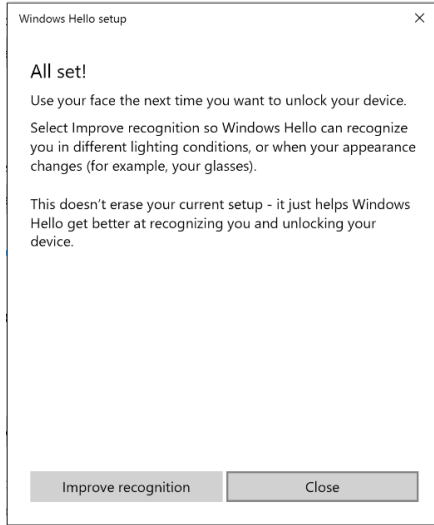 Windows Hello setup
All set!
Use your face the next time you want to unlock your device.
Select Improve recognition so Windows Hello can recognize
you in different lighting conditions, or when your appearance
changes (for example, your glasses).
This doesn't erase your current setup - it just helps Windows
Hello get better at recognizing you and unlocking your
device.
Improve recognition
Close